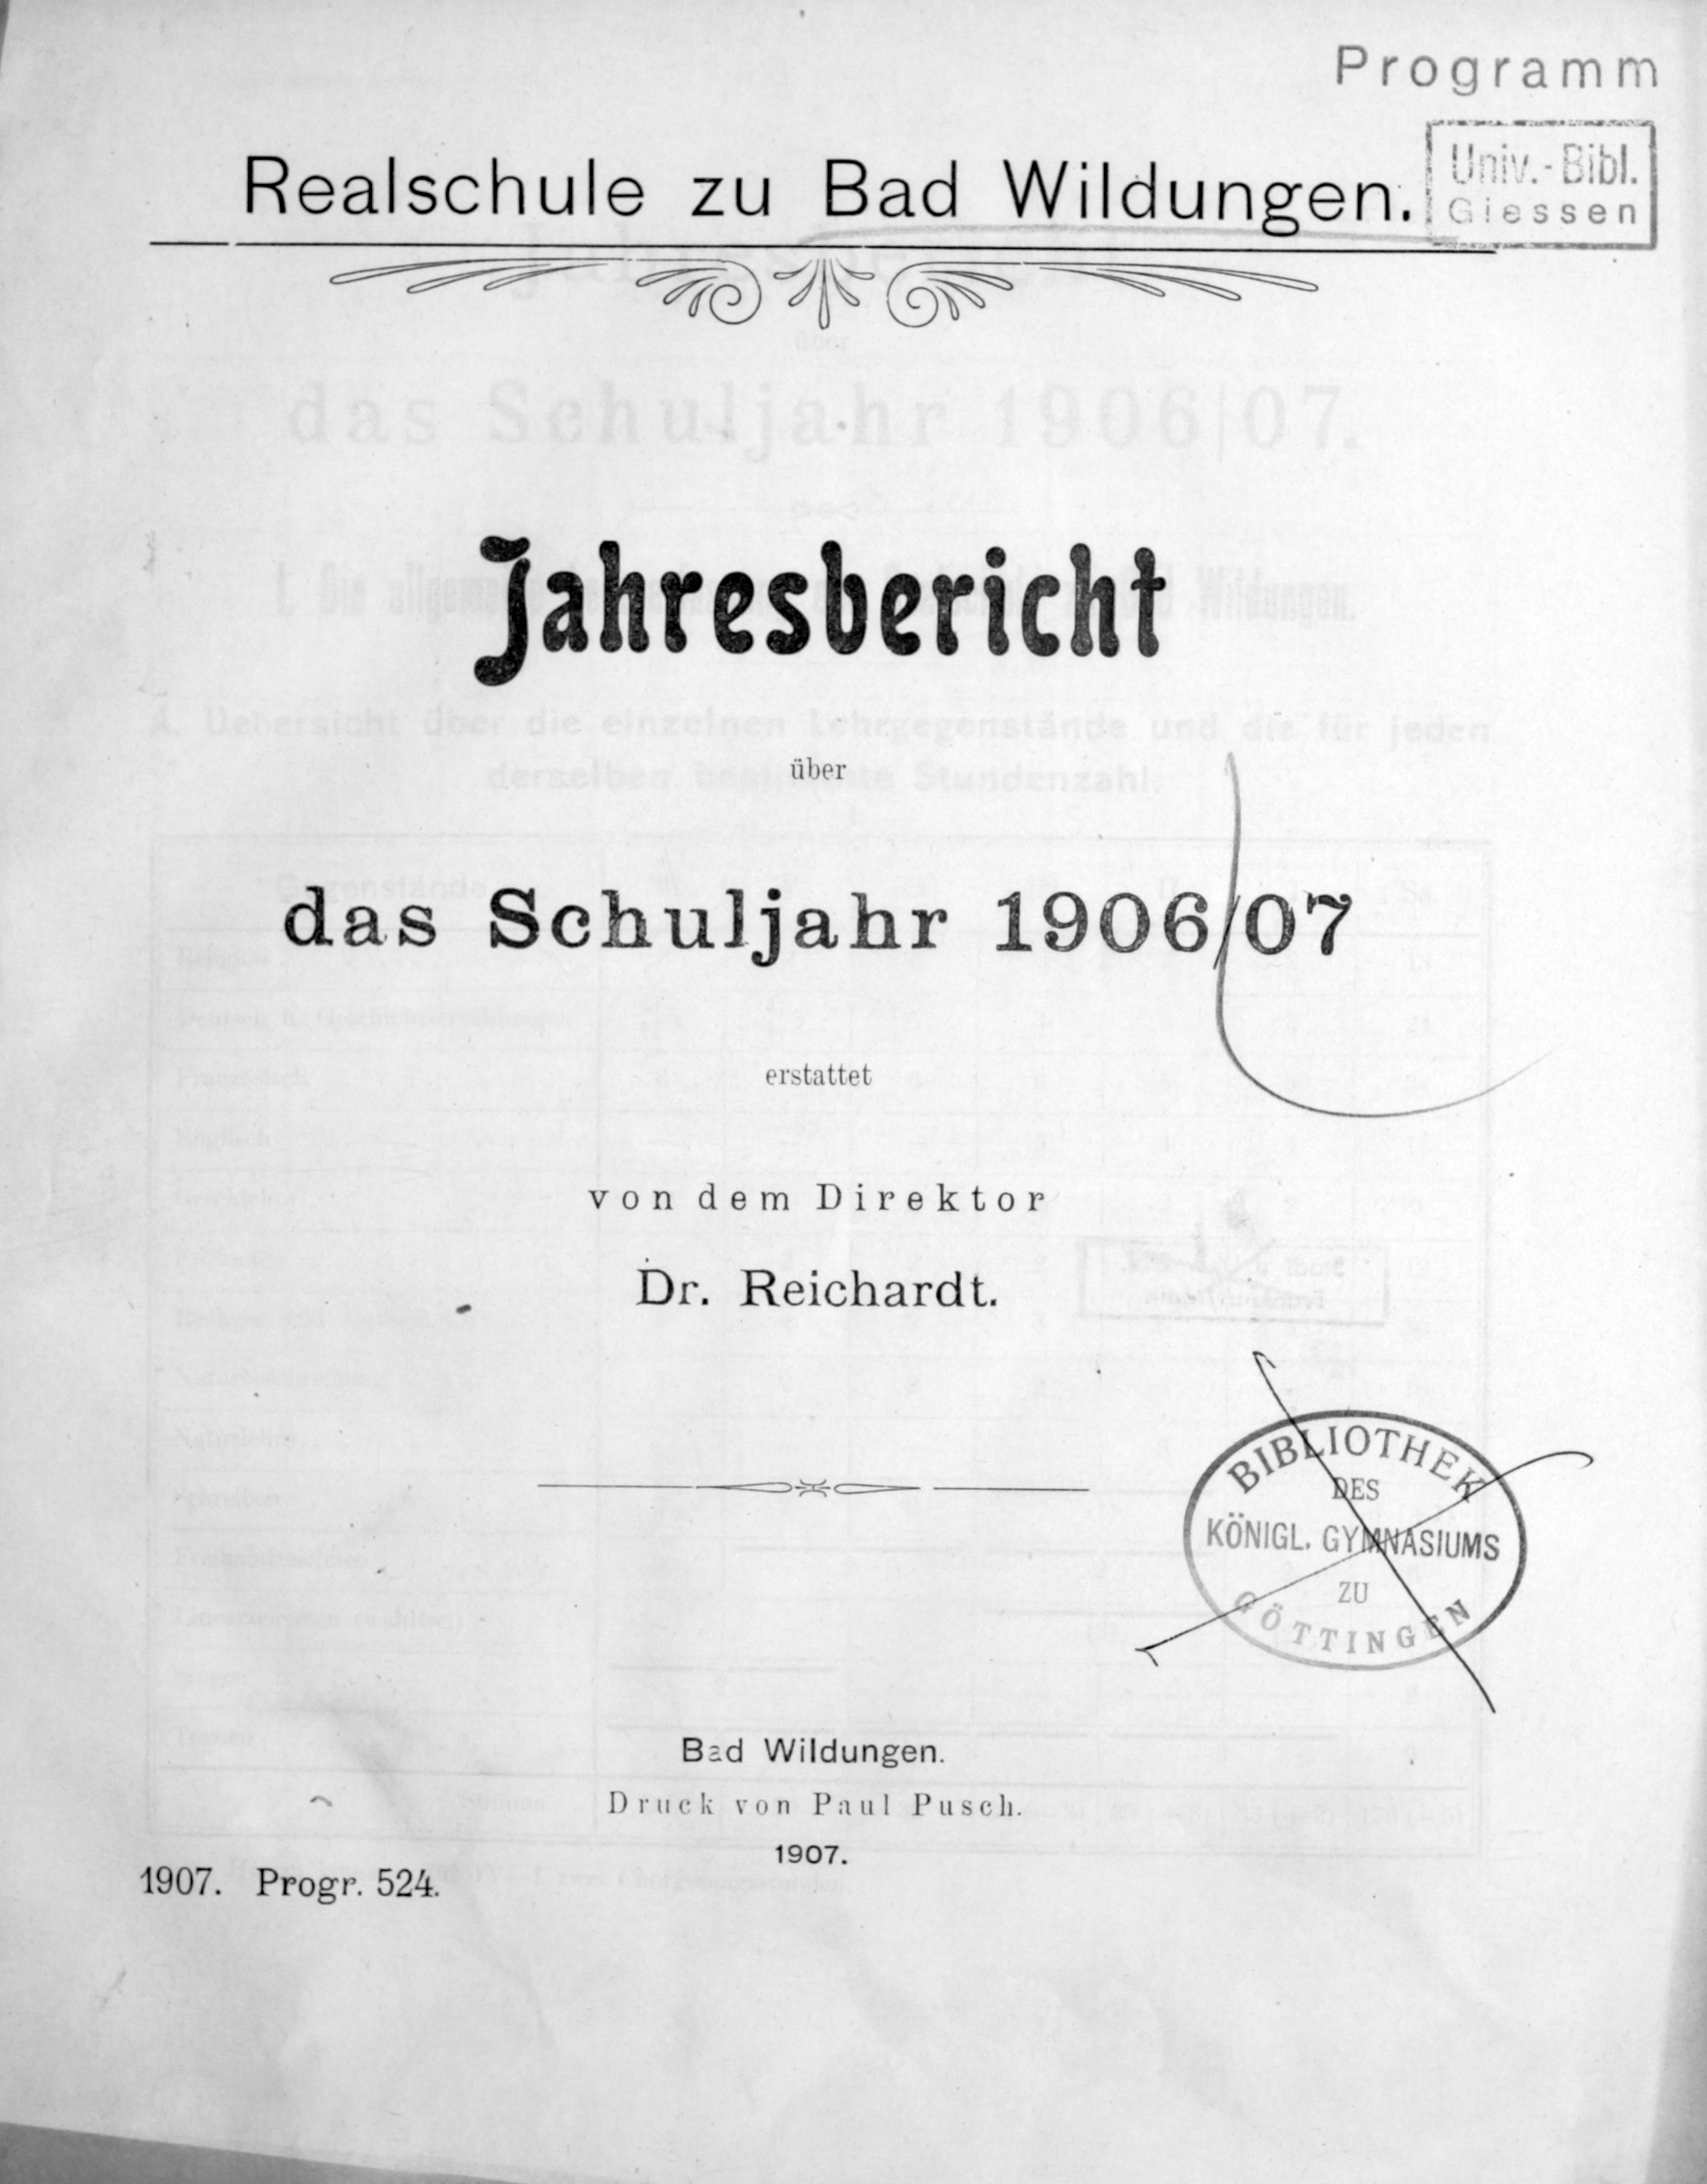 Programm
Univ.-Bibl.
Giessen
Realschule zu Bad Wildungen.
Jahresbericht
über
das Schuljahr 1906/07
erstattet
von dem Direktor
Dr. Reichardt.
BIBLIOTHEK
DES
KÖNIGL. GYMNASIUMS
ZU
GÖTTINGEN
Bad Wildungen.
Druck von Paul Pusch.
1907.
1907. Progr. 524.